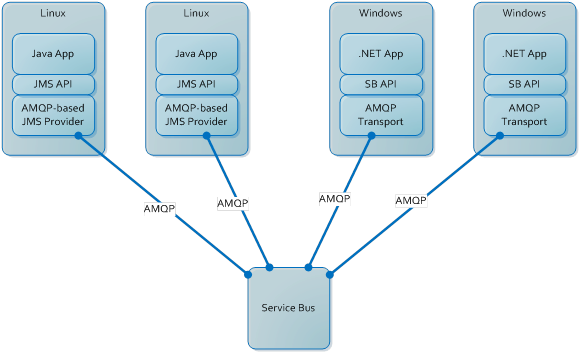 Linux
Java App
JMS API
AMQP-based
JMS Provider
Linux
Java App
JMS API
AMQP-based
JMS Provider
Windows
.NET App
SB API
AMQP
Transport
Windows
.NET App
SB API
AMQP
Transport
AMQP
AMQP
AMQP
AMQP
Service Bus